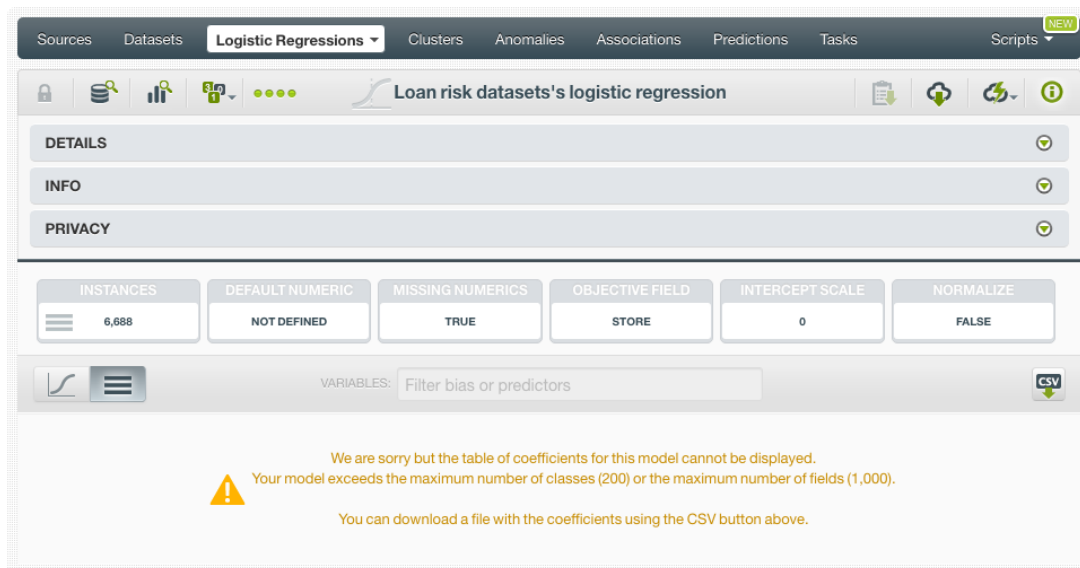 NEW
Sources Datasets Logistic Regressions Clusters Anomalies Associations Predictions Tasks Scripts
Loan risk datasets's logistic regression
DETAILS
INFO
PRIVACY
INSTANCES DEFAULT NUMERIC MISSING NUMERICS OBJECTIVE FIELD INTERCEPT SCALE NORMALIZE
6,688 NOT DEFINED TRUE STORE 0 FALSE
VARIABLES: Filter bias or predictors CSV
We are sorry but the table of coefficients for this model cannot be displayed.
Your model exceeds the maximum number of classes (200) or the maximum number of fields (1,000).
You can download a file with the coefficients using the CSV button above.